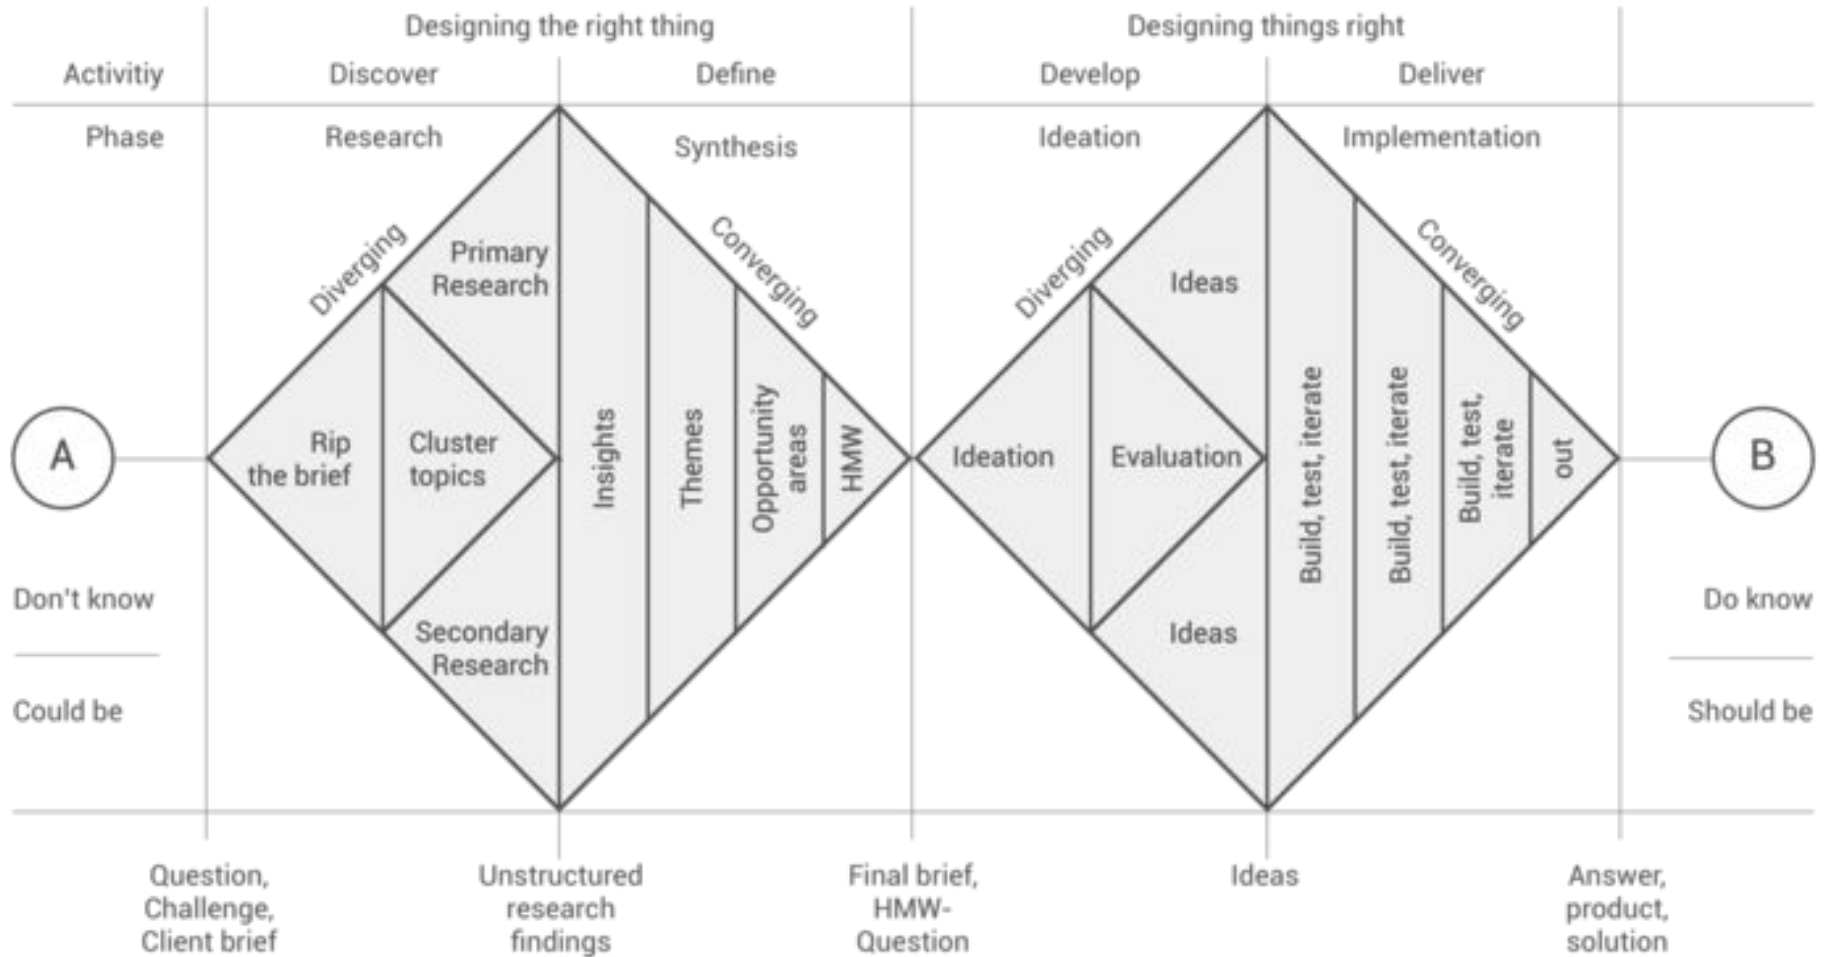 Designing the right thing
Designing things right
Activitiy
Discover
Define
Develop
Deliver
Phase
Research
Synthesis
Ideation
Implementation
Diverging
Converging
Diverging
Converging
Primary
Research
Ideas
A
Rip
the brief
Cluster
topics
Insights
Themes
Opportunity
areas
HMW
Ideation
Evaluation
Build, test, iterate
Build, test, iterate
Build, test,
iterate
out
B
Don't know
Could be
Secondary
Research
Ideas
Do know
Should be
Question,
Challenge,
Client brief
Unstructured
research
findings
Final brief,
HMW-
Question
Ideas
Answer,
product,
solution